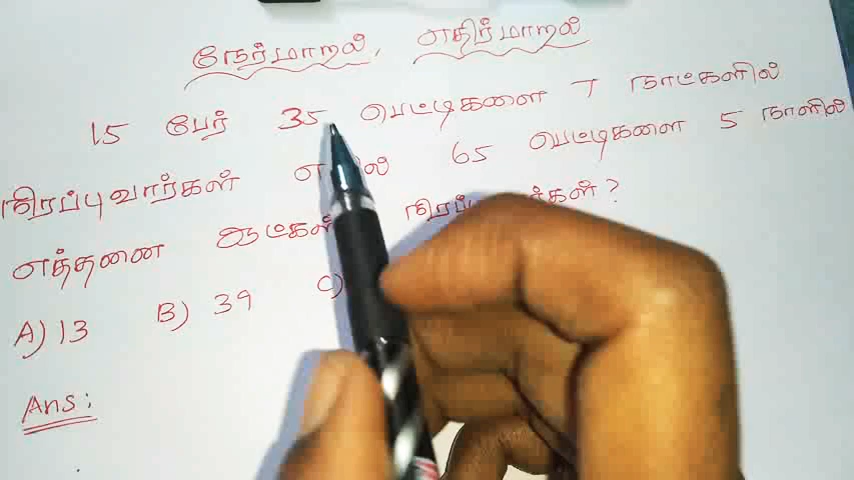 நேர்மாறல், எதிர்மாறல்
15 பேர் 35 பெட்டிகளை 7 நாட்களில்
நிரப்புவார்கள் 65 பெட்டிகளை 5 நாளில்
எத்தனை ஆட்கள்
A) 13 B) 39 C)
Ans :